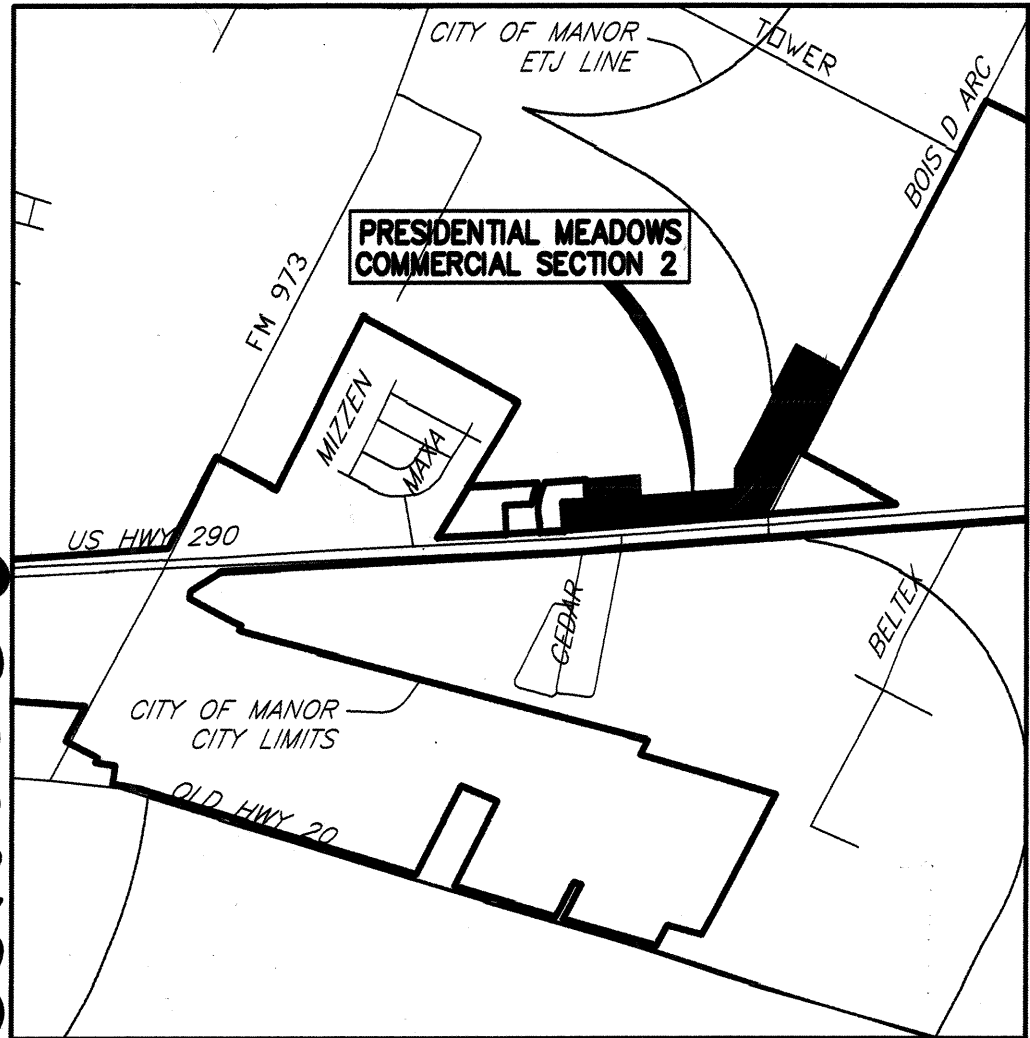 CITY OF MANOR
ETJ LINE
TOWER
BOIS D ARC
PRESIDENTIAL MEADOWS
COMMERCIAL SECTION 2
FM 973
MIZZEN
MAXA
US HWY 290
CEDAR
BELTEX
CITY OF MANOR
CITY LIMITS
OLD HWY 20